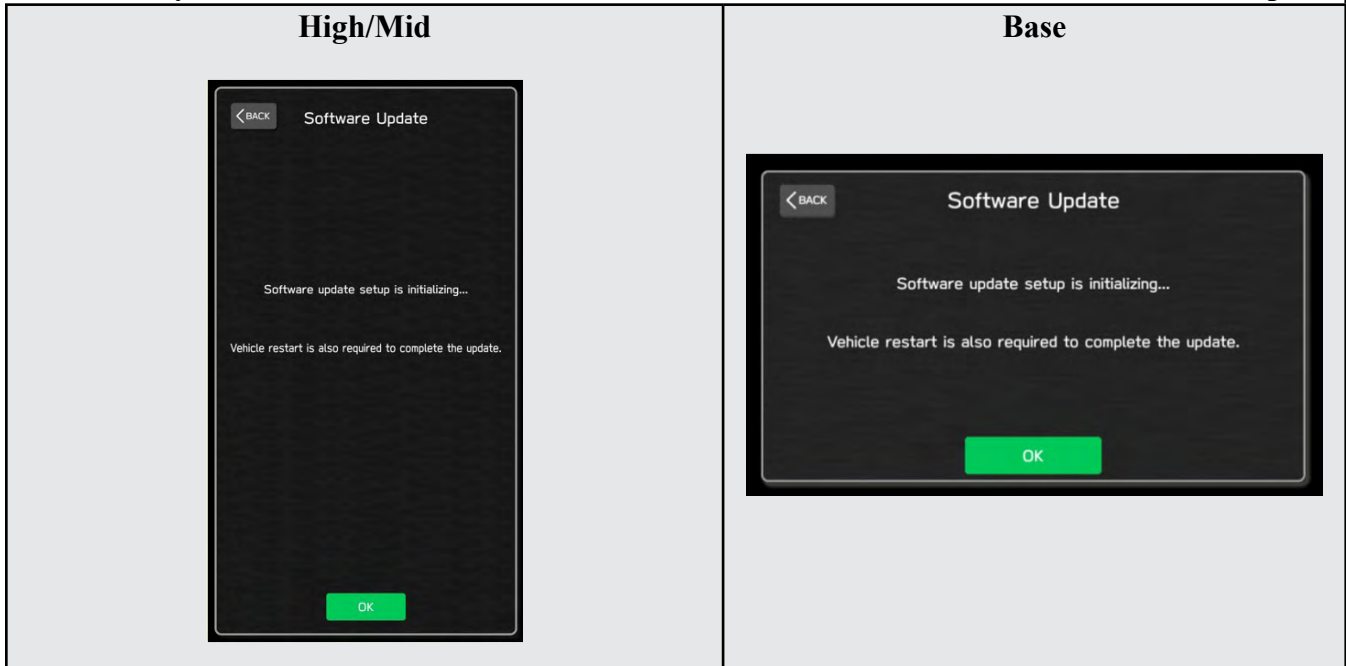 High/Mid
Base
BACK
Software Update
Software update setup is initializing...
Vehicle restart is also required to complete the update.
OK
BACK
Software Update
Software update setup is initializing...
Vehicle restart is also required to complete the update.
OK